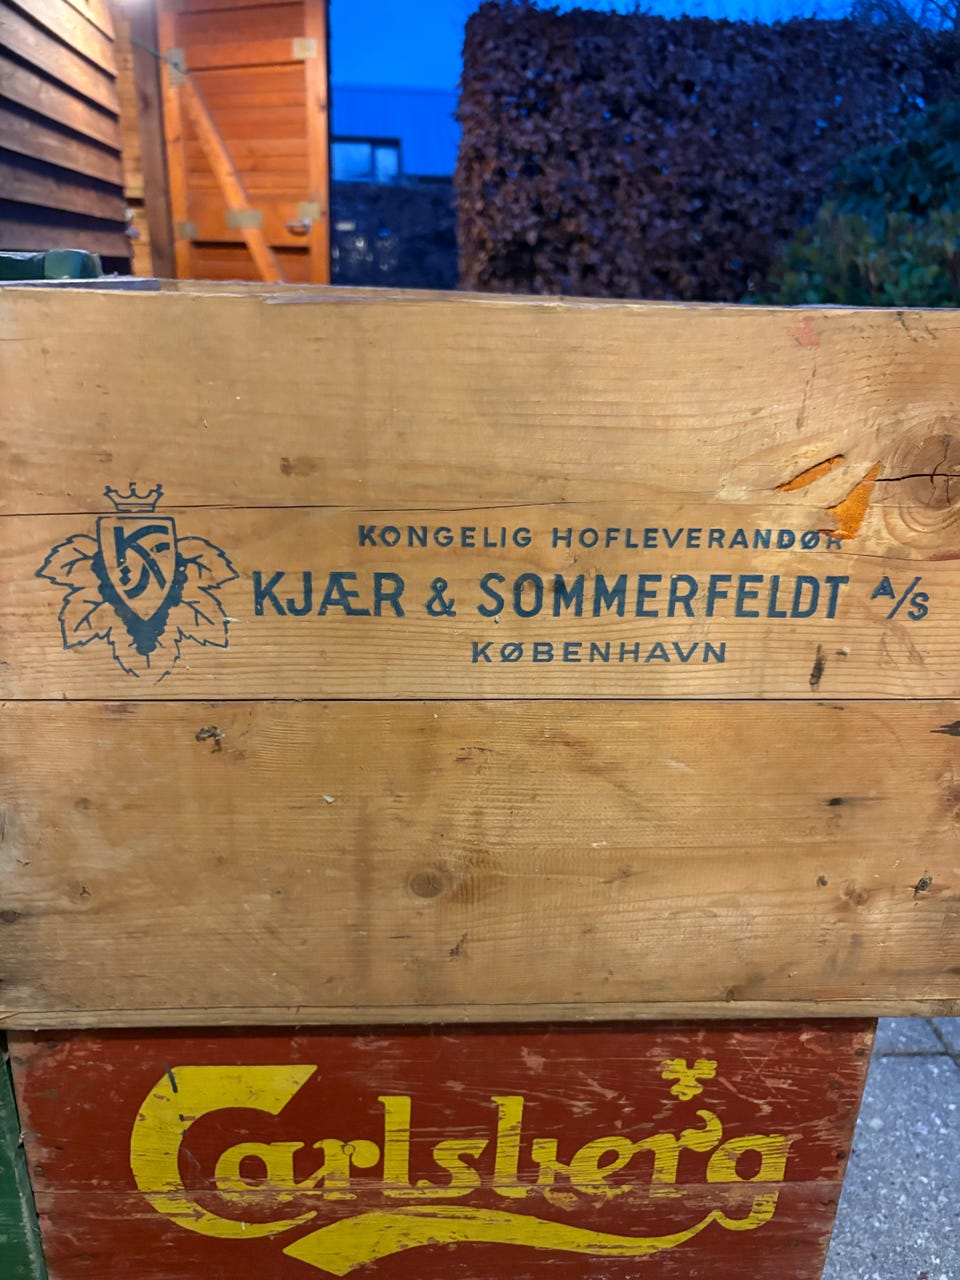 KONGELIG HOFLEVERANDØR
KJÆR & SOMMERFELDT A/S
KØBENHAVN
Carlsberg